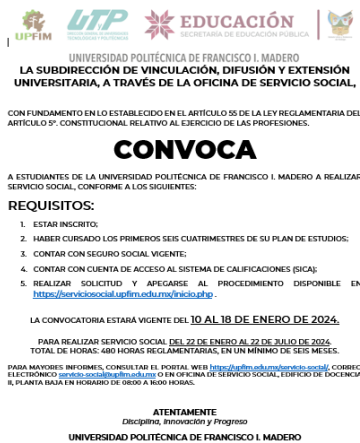 UPFIM
UTP
EDUCACIÓN
SECRETARÍA DE EDUCACIÓN PÚBLICA
UNIVERSIDAD POLITÉCNICA DE FRANCISCO I. MADERO
LA SUBDIRECCIÓN DE VINCULACIÓN, DIFUSIÓN Y EXTENSIÓN
UNIVERSITARIA, A TRAVÉS DE LA OFICINA DE SERVICIO SOCIAL,
CON FUNDAMENTO EN LO ESTABLECIDO EN EL ARTÍCULO 55 DE LA LEY REGLAMENTARIA DEL
ARTÍCULO 5º. CONSTITUCIONAL RELATIVO AL EJERCICIO DE LAS PROFESIONES.
CONVOCA
A ESTUDIANTES DE LA UNIVERSIDAD POLITÉCNICA DE FRANCISCO I. MADERO A REALIZAR
SERVICIO SOCIAL, CONFORME A LOS SIGUIENTES:
REQUISITOS:
1. ESTAR INSCRITO;
2. HABER CURSADO LOS PRIMEROS SEIS CUATRIMESTRES DE SU PLAN DE ESTUDIOS;
3. CONTAR CON SEGURO SOCIAL VIGENTE;
4. CONTAR CON CUENTA DE ACCESO AL SISTEMA DE CALIFICACIONES (SICA);
5. REALIZAR SOLICITUD Y APEGARSE AL PROCEDIMIENTO DISPONIBLE EN
https://serviciosocial.upfim.edu.mx/inicio.php .
LA CONVOCATORIA ESTARÁ VIGENTE DEL 10 AL 18 DE ENERO DE 2024.
PARA REALIZAR SERVICIO SOCIAL DEL 22 DE ENERO AL 22 DE JULIO DE 2024.
TOTAL DE HORAS: 480 HORAS REGLAMENTARIAS, EN UN MÍNIMO DE SEIS MESES.
PARA MAYORES INFORMES, CONSULTAR EL PORTAL WEB https://upfim.edu.mx/servicio-social/, CORREO
ELECTRÓNICO servicio-social@upfim.edu.mx O EN OFICINA DE SERVICIO SOCIAL, EDIFICIO DE DOCENCIA
II, PLANTA BAJA EN HORARIO DE 08:00 A 16:00 HORAS.
ATENTAMENTE
Disciplina, Innovación y Progreso
UNIVERSIDAD POLITÉCNICA DE FRANCISCO I. MADERO